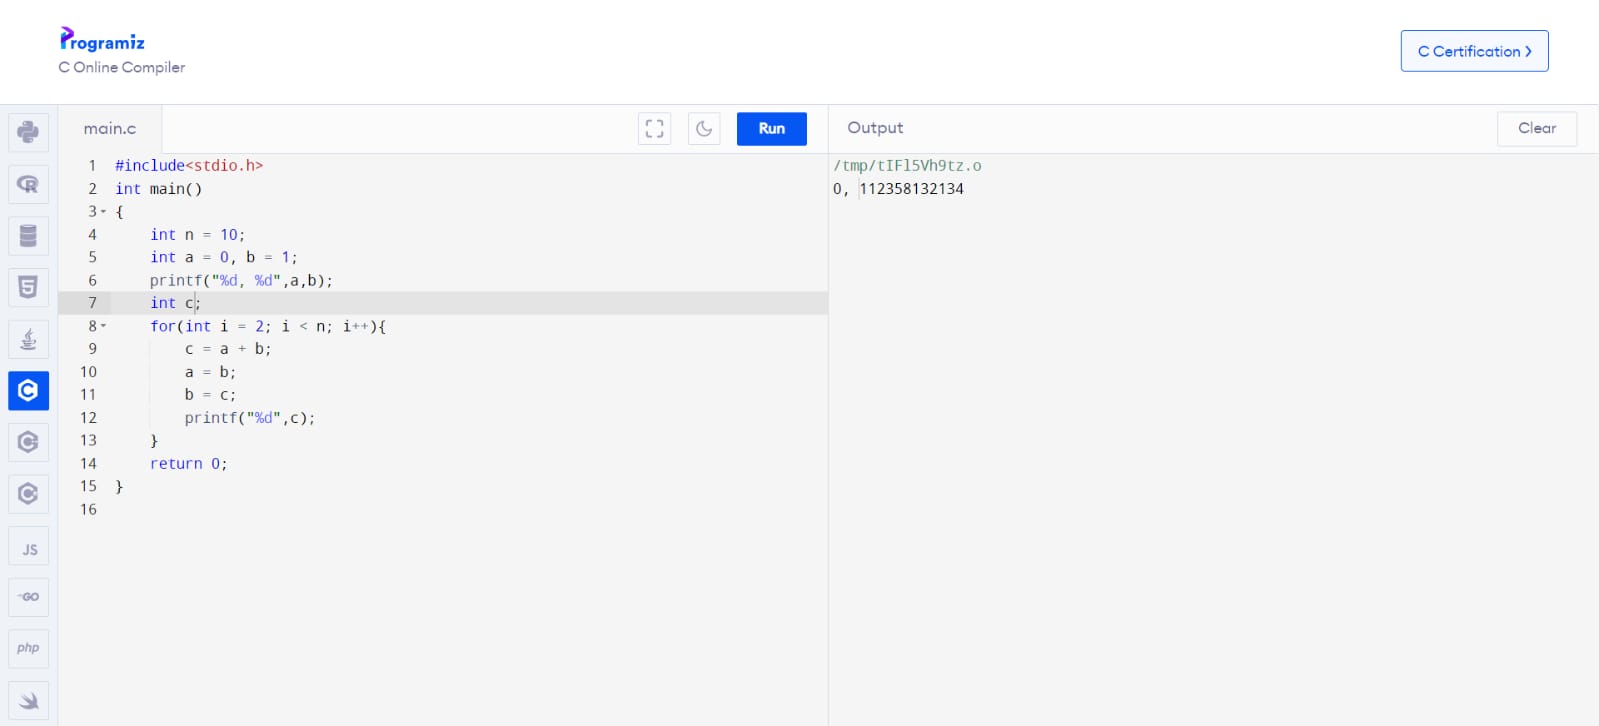 Programiz
C Online Compiler
C Certification >
main.c
Run
Output
Clear
1 #include<stdio.h>
2 int main()
3 {
4     int n = 10;
5     int a = 0, b = 1;
6     printf("%d, %d",a,b);
7     int c;
8     for(int i = 2; i < n; i++){
9         c = a + b;
10         a = b;
11         b = c;
12         printf("%d",c);
13     }
14     return 0;
15 }
16
/tmp/tIFl5Vh9tz.o
0, 112358132134
R
5
C
C
C
JS
GO
php